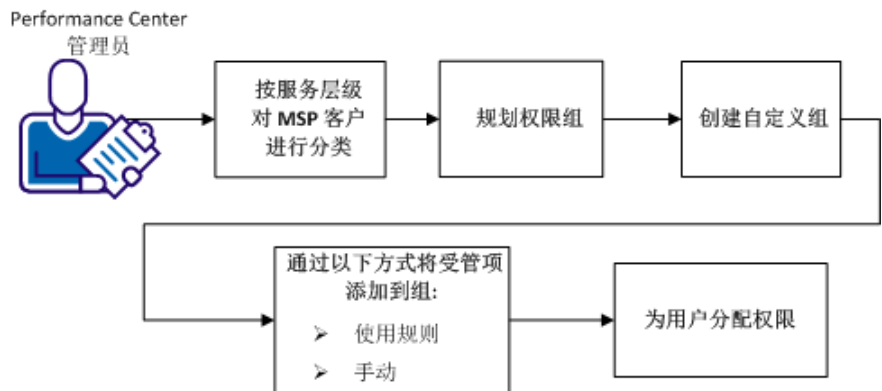 Performance Center
管理员
按服务层级
对 MSP 客户
进行分类
规划权限组
创建自定义组
通过以下方式将受管项
添加到组:
➢ 使用规则
➢ 手动
为用户分配权限